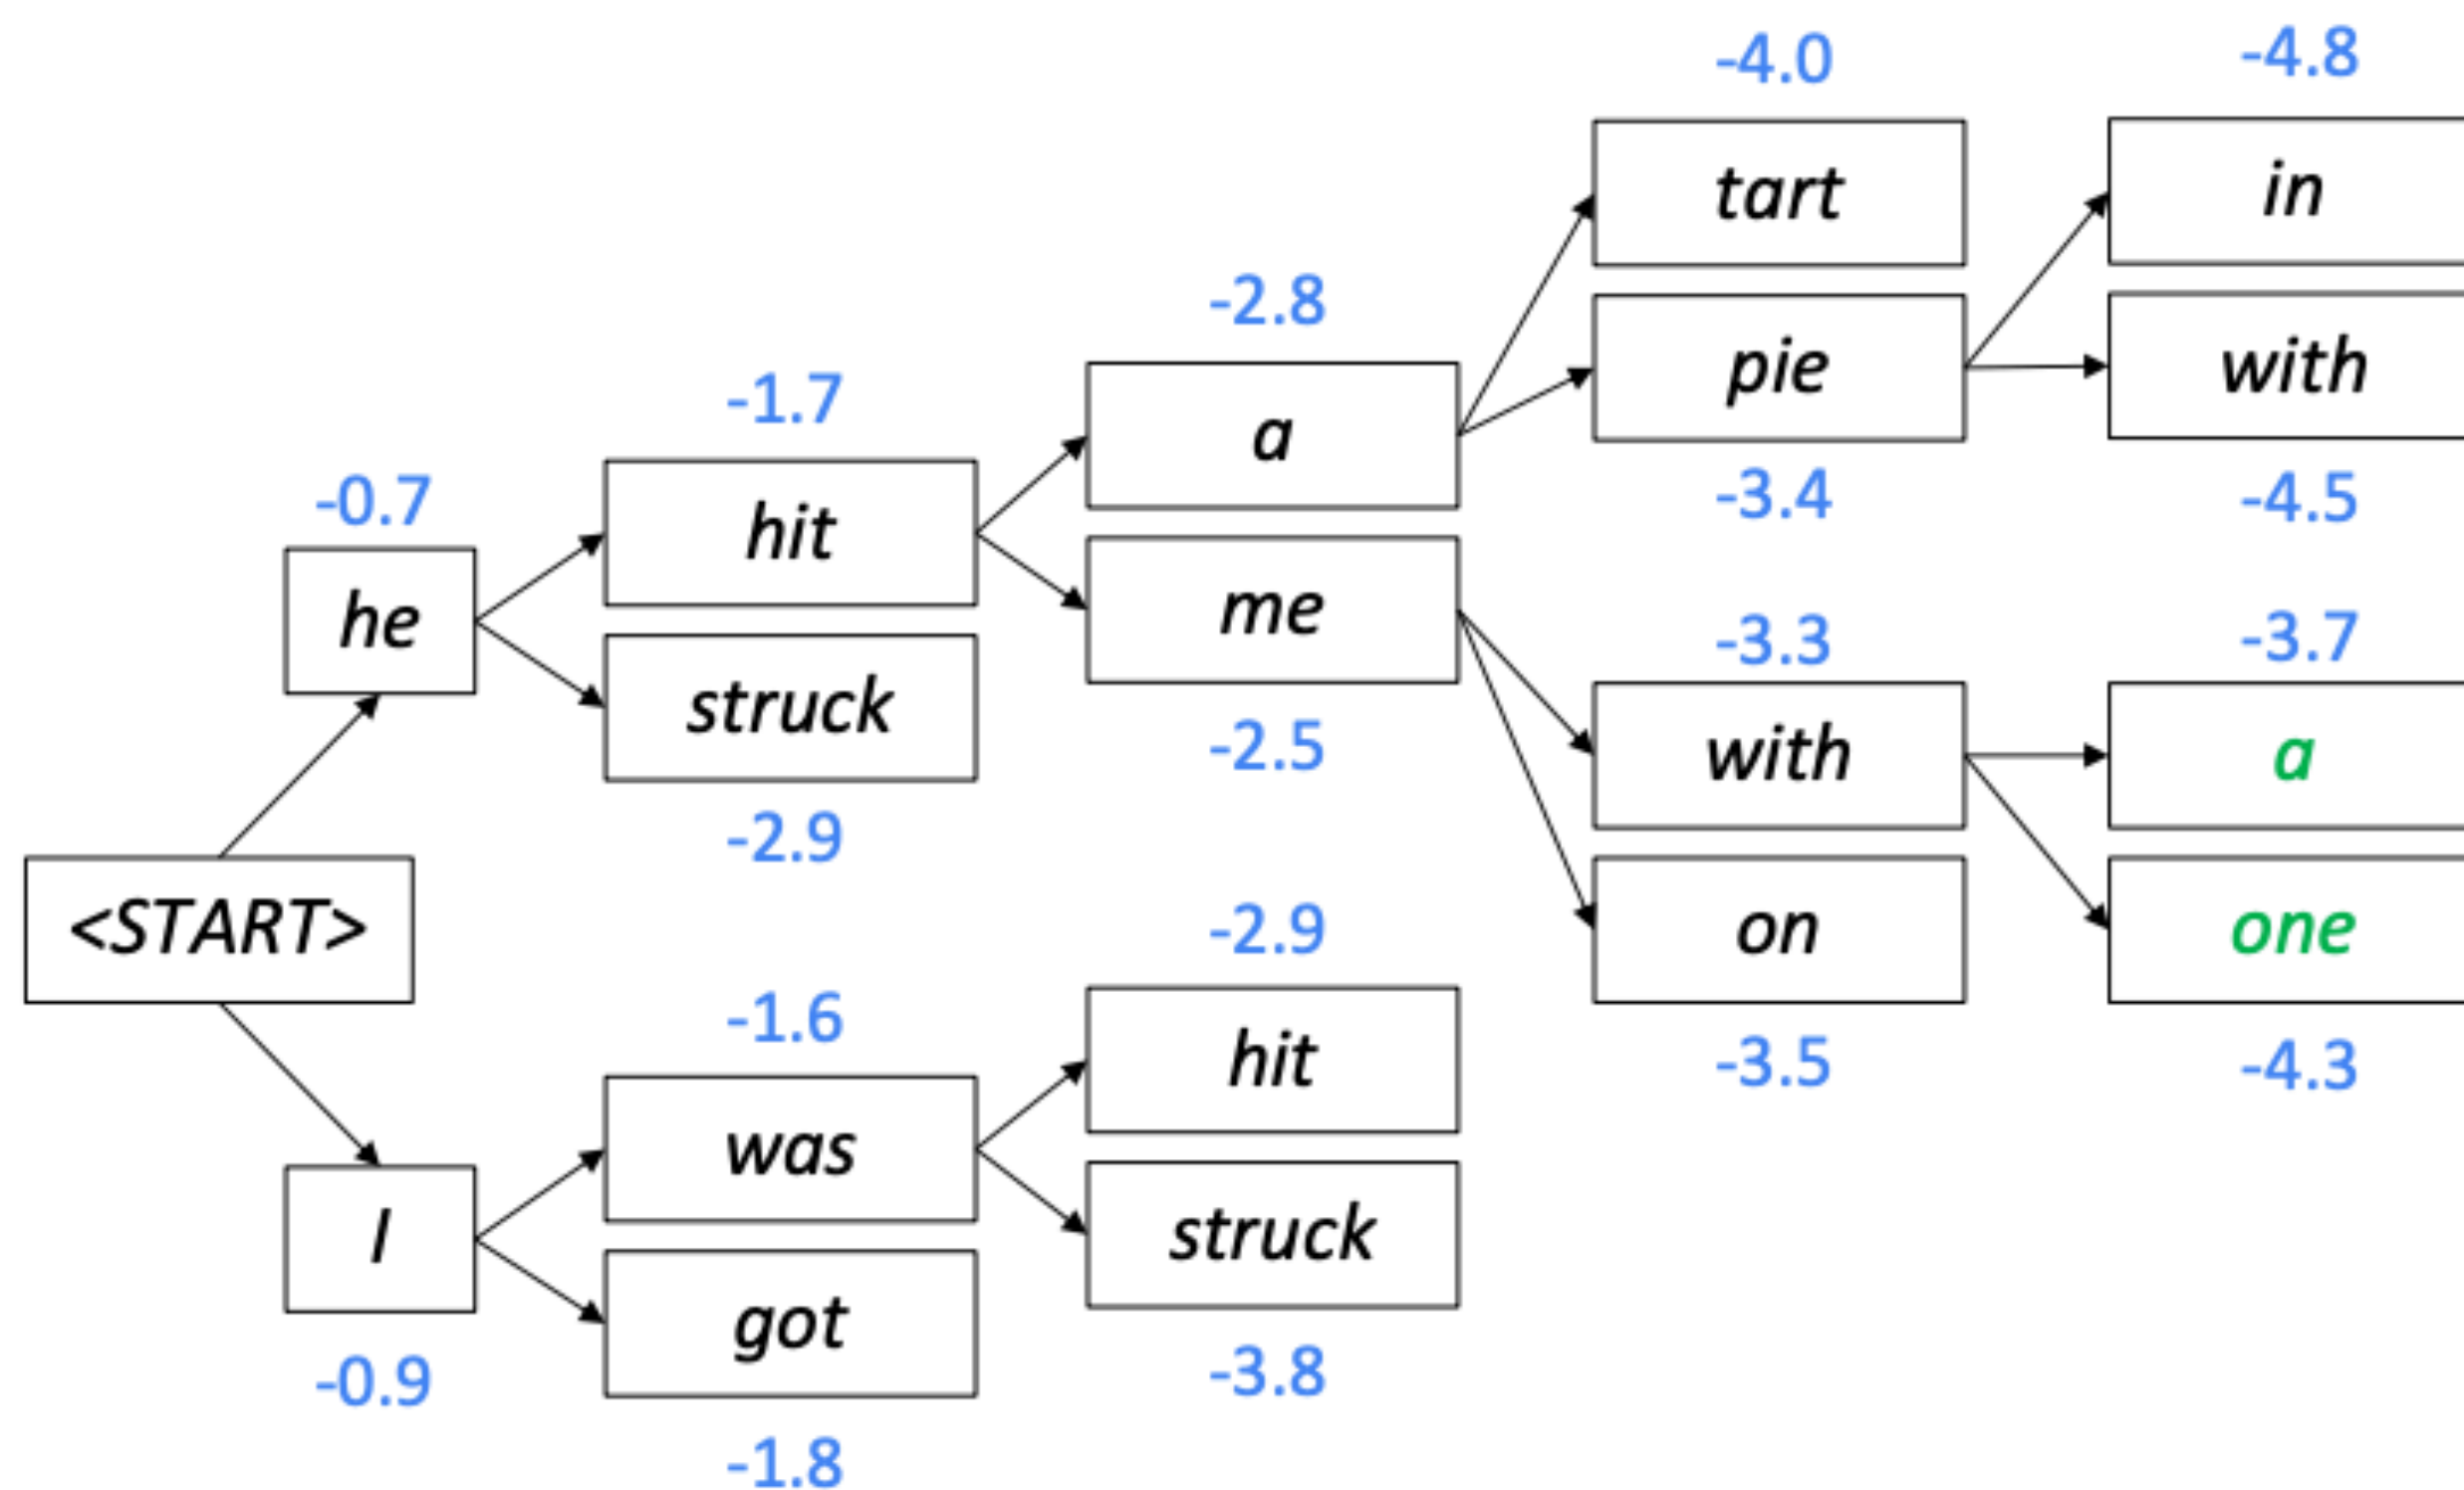 -4.0
-4.8
tart
in
-2.8
pie
with
-1.7
a
-3.4
-4.5
-0.7
hit
me
-3.3
-3.7
he
struck
-2.5
with
a
-2.9
<START>
-2.9
on
one
-1.6
hit
-3.5
-4.3
I
was
struck
-0.9
got
-3.8
-1.8